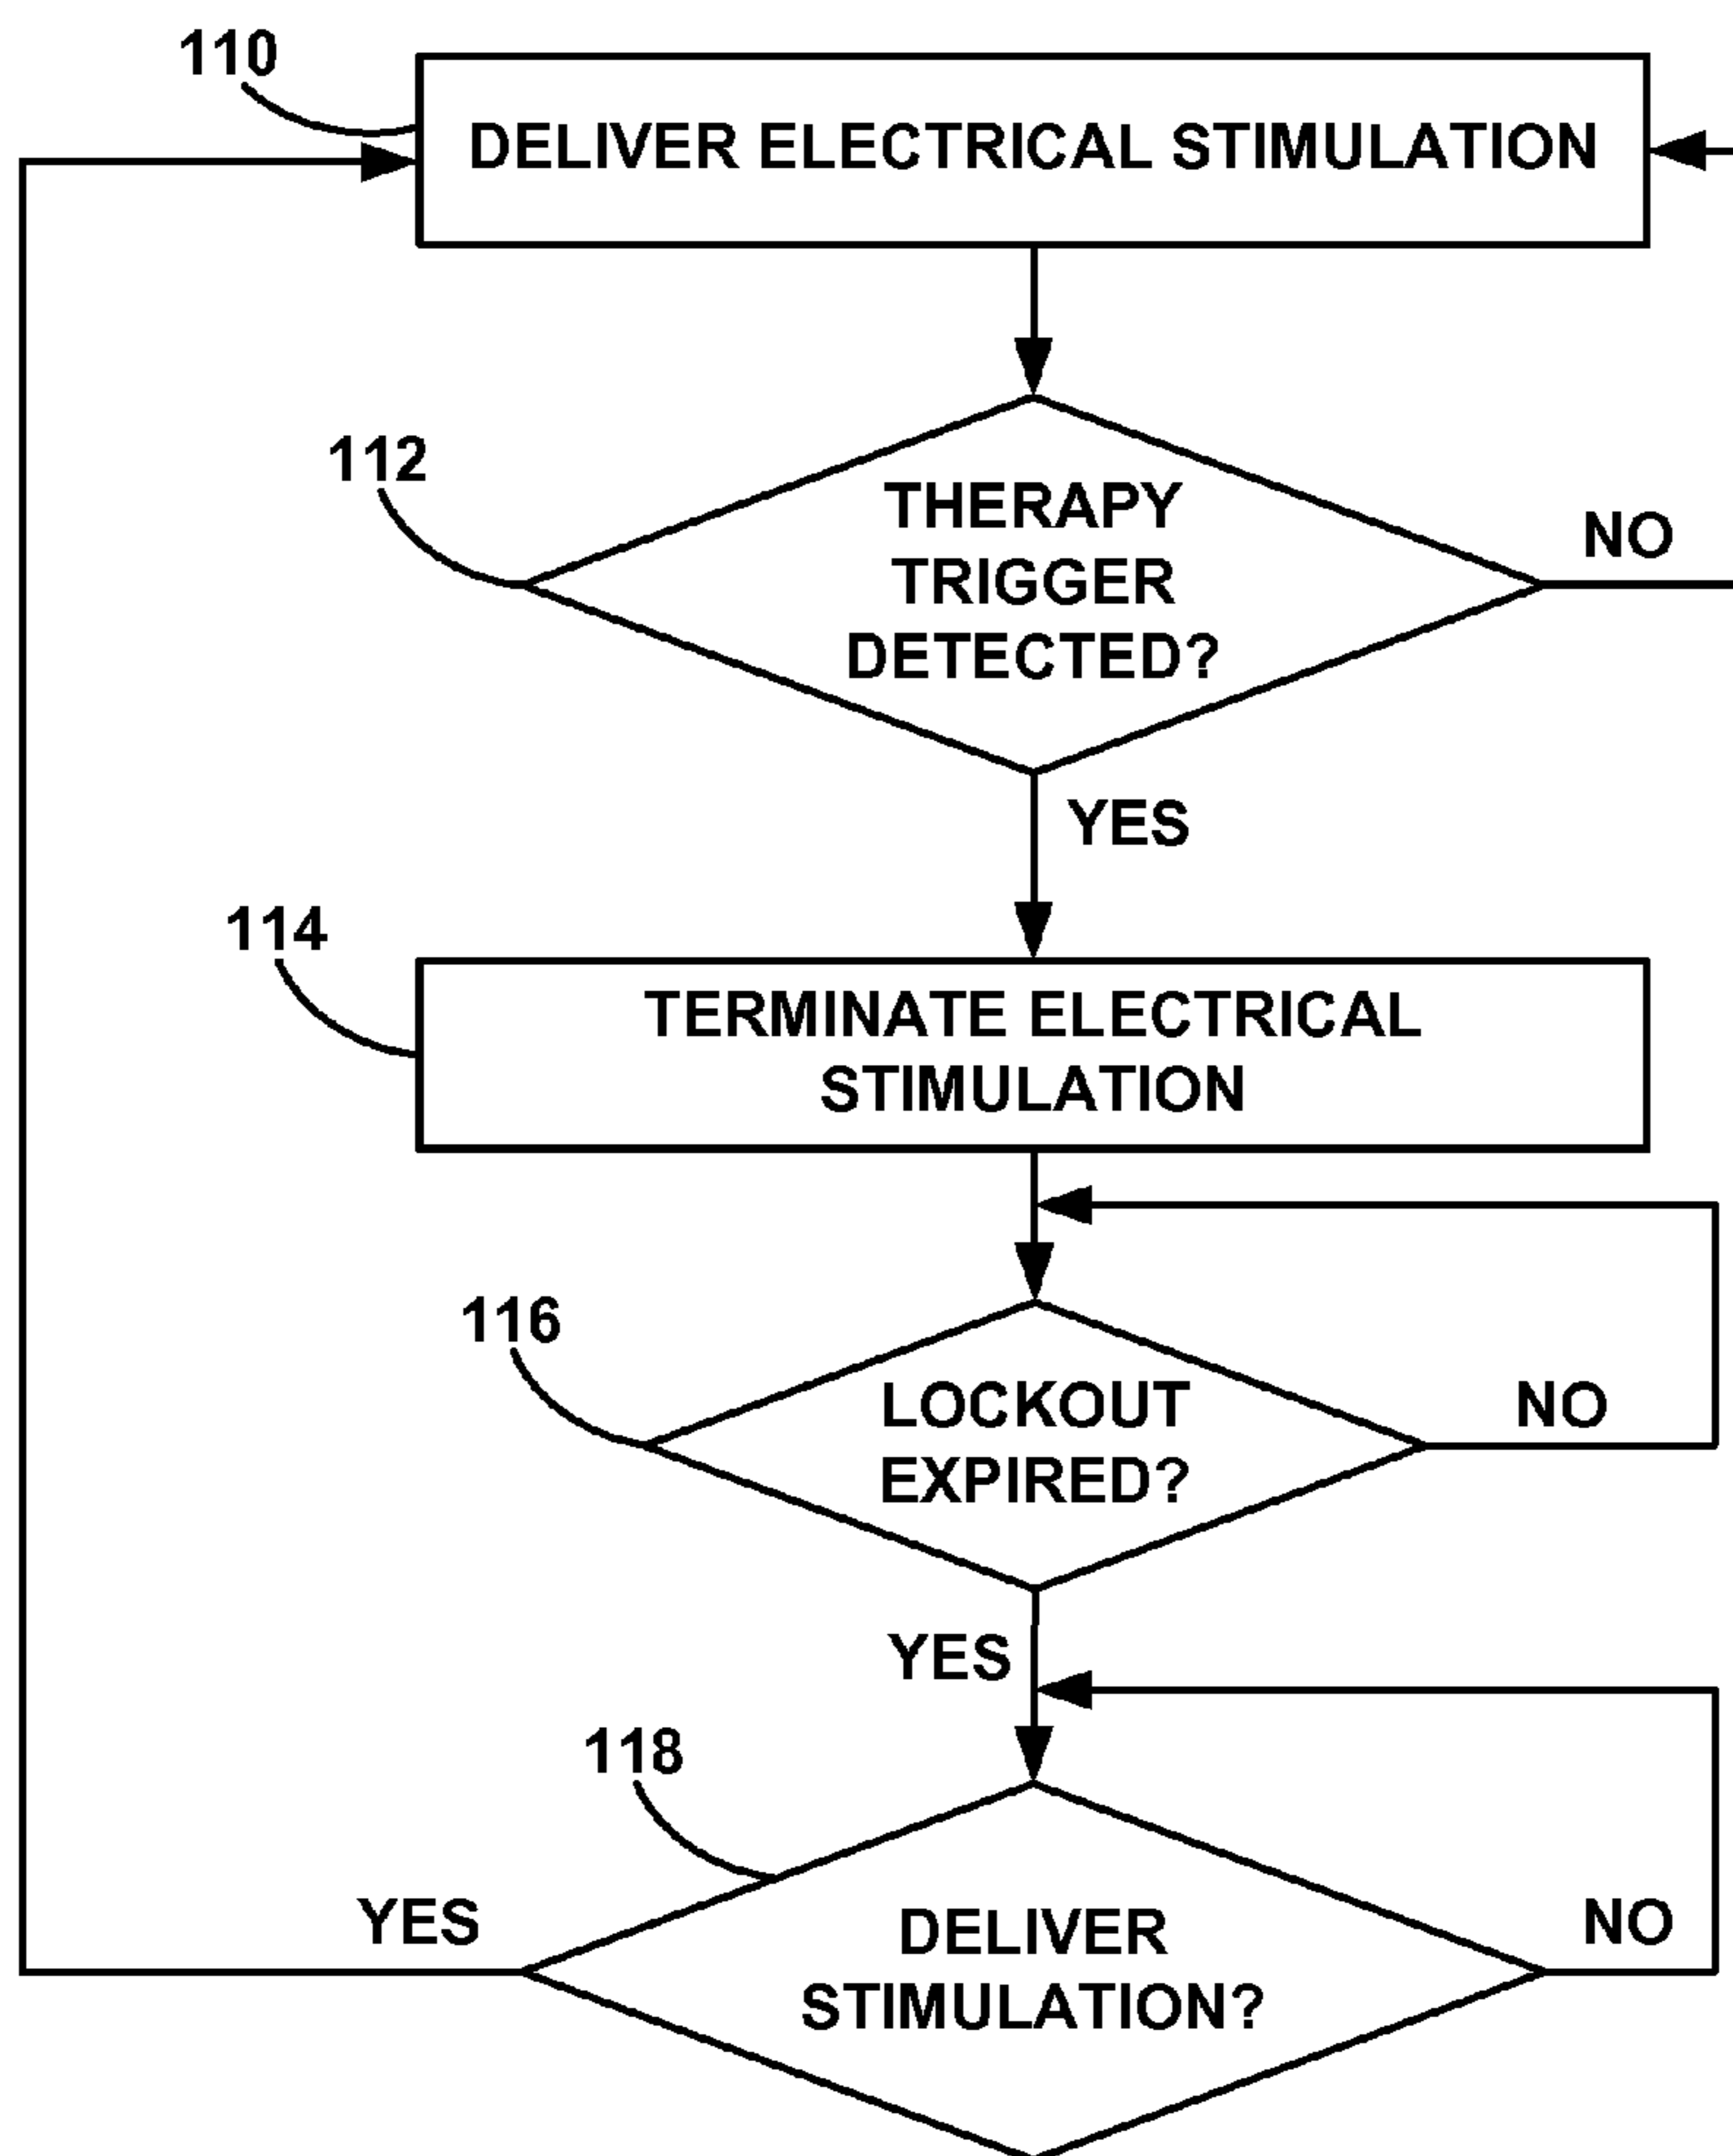 110
DELIVER ELECTRICAL STIMULATION
112
THERAPY
TRIGGER
DETECTED?
NO
YES
114
TERMINATE ELECTRICAL
STIMULATION
116
LOCKOUT
EXPIRED?
NO
YES
118
YES
DELIVER
STIMULATION?
NO